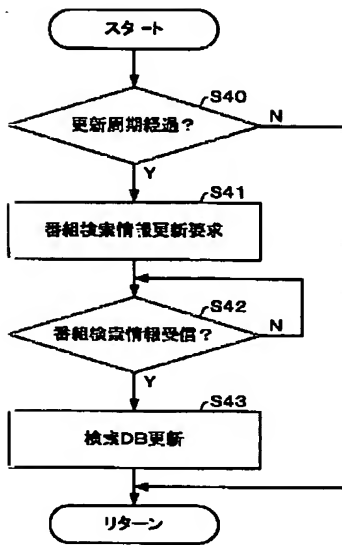 スタート
S40
更新周期経過?
N
Y
S41
番組検索情報更新要求
S42
番組検索情報受信?
N
Y
S43
検索DB更新
リターン